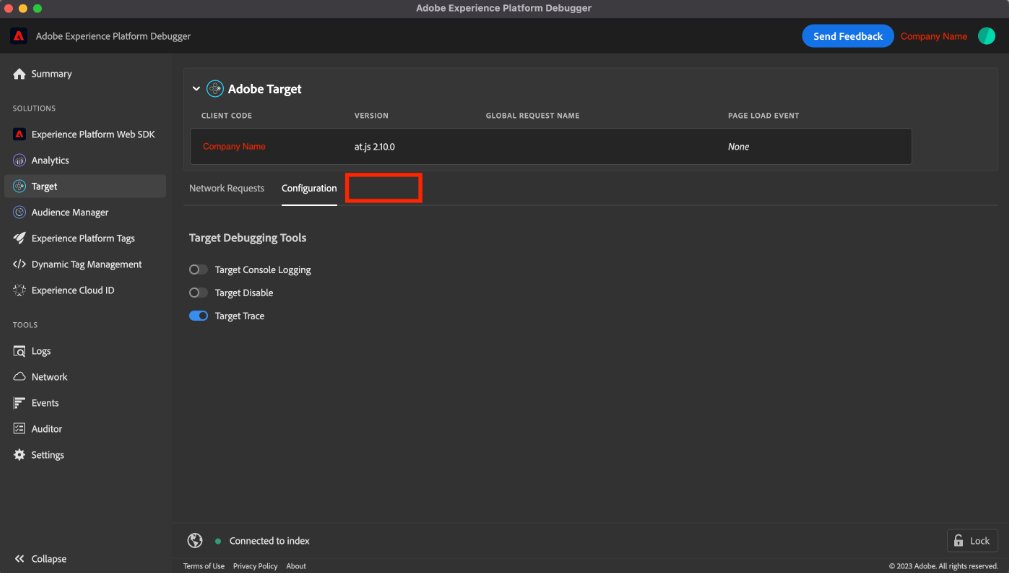 Adobe Experience Platform Debugger
Adobe Experience Platform Debugger
Send Feedback
Company Name
Summary
SOLUTIONS
Experience Platform Web SDK
Analytics
Target
Audience Manager
Experience Platform Tags
Dynamic Tag Management
Experience Cloud ID
TOOLS
Logs
Network
Events
Auditor
Settings
Collapse
Adobe Target
CLIENT CODE VERSION GLOBAL REQUEST NAME PAGE LOAD EVENT
Company Name at.js 2.10.0 None
Network Requests Configuration
Target Debugging Tools
Target Console Logging
Target Disable
Target Trace
Connected to index
Lock
Terms of Use Privacy Policy About
© 2023 Adobe. All rights reserved.